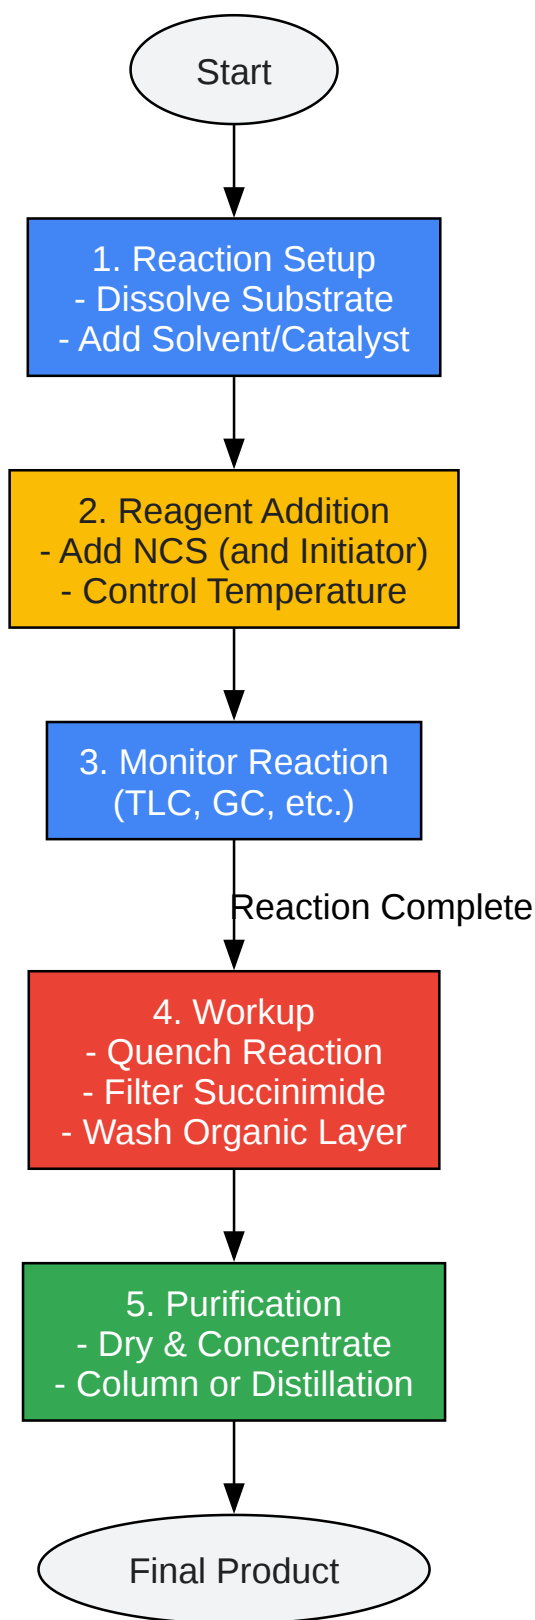 Start
1. Reaction Setup
- Dissolve Substrate
- Add Solvent/Catalyst
2. Reagent Addition
- Add NCS (and Initiator)
- Control Temperature
3. Monitor Reaction
(TLC, GC, etc.)
Reaction Complete
4. Workup
- Quench Reaction
- Filter Succinimide
- Wash Organic Layer
5. Purification
- Dry & Concentrate
- Column or Distillation
Final Product